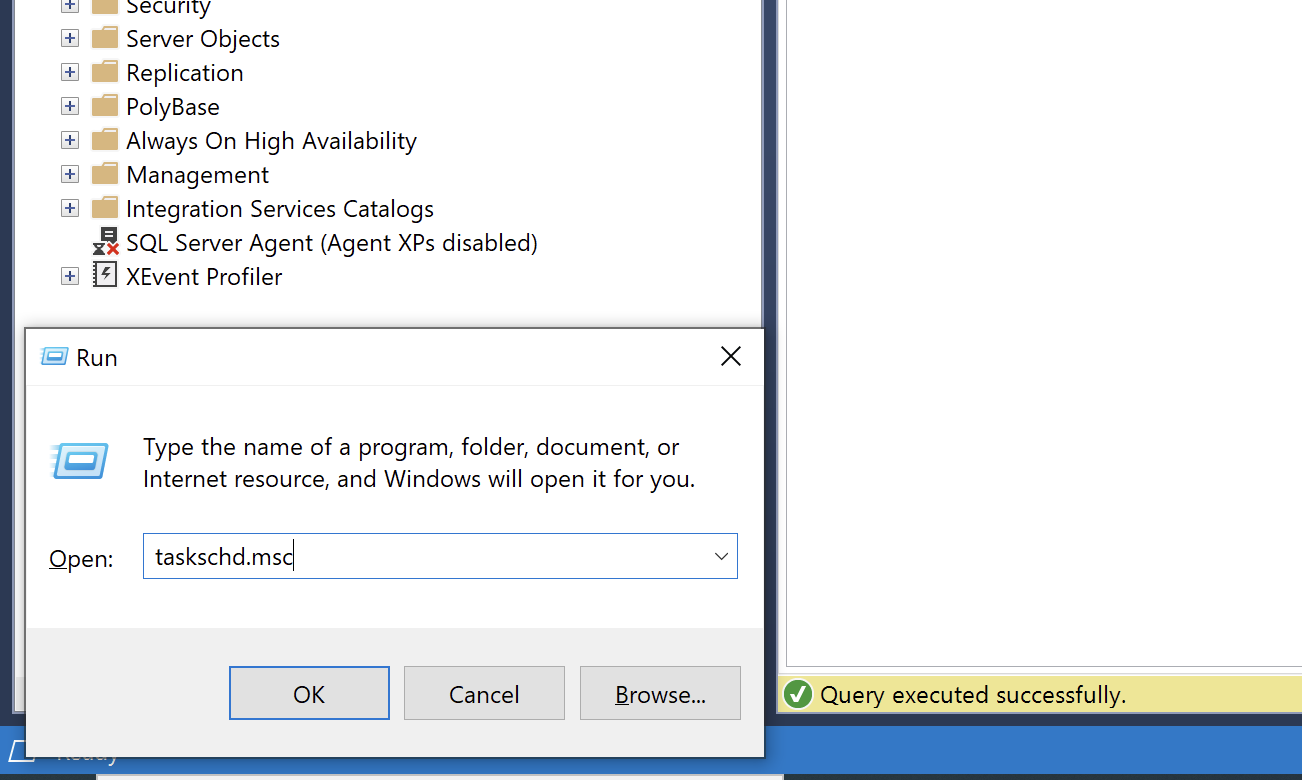 Security
Server Objects
Replication
PolyBase
Always On High Availability
Management
Integration Services Catalogs
SQL Server Agent (Agent XPs disabled)
XEvent Profiler
Run
Type the name of a program, folder, document, or
Internet resource, and Windows will open it for you.
Open: taskschd.msc
OK Cancel Browse...
Query executed successfully.
Ready